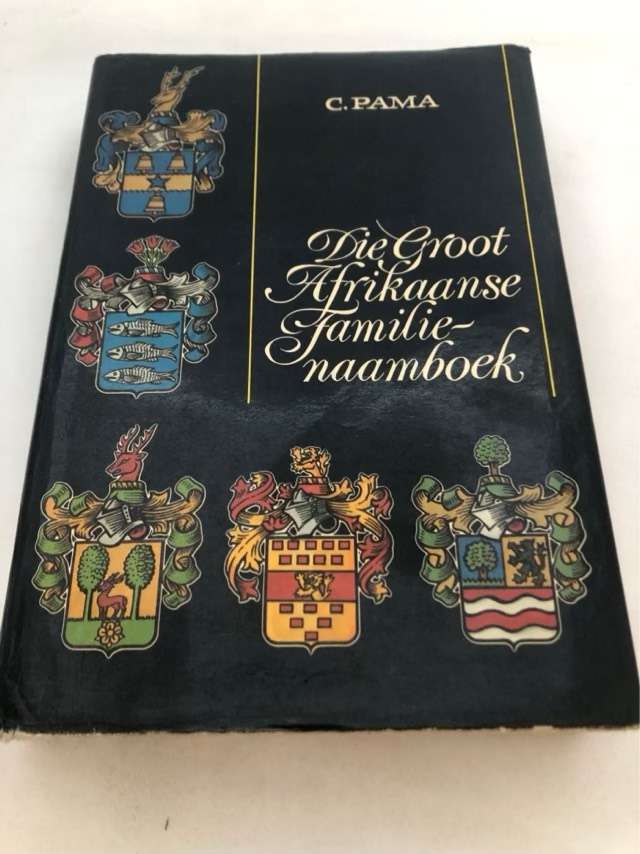 C. PAMA
Die Groot
Afrikaanse
Familie-
naamboek